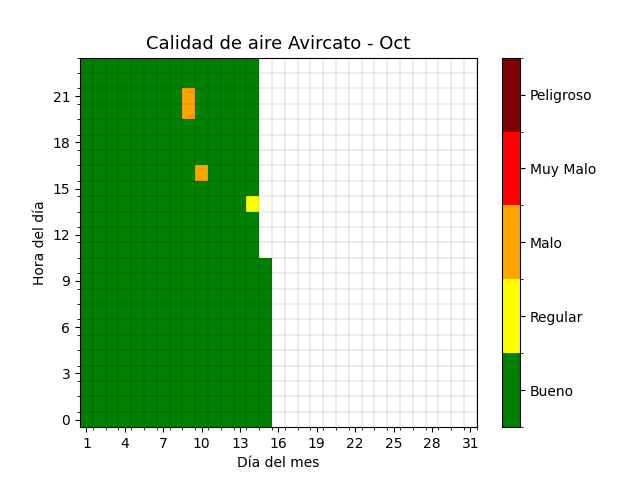 Calidad de aire Avircato - Oct
Hora del día
21
18
15
12
9
6
3
0
1 4 7 10 13 16 19 22 25 28 31
Día del mes
Peligroso
Muy Malo
Malo
Regular
Bueno